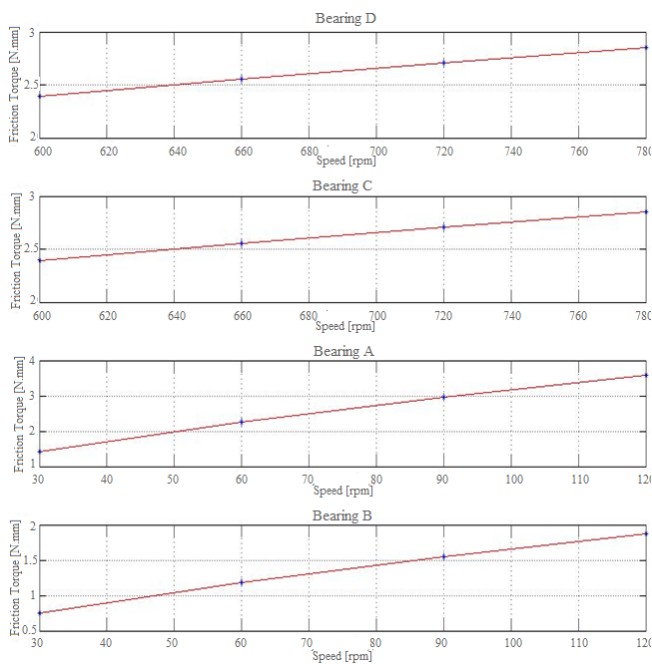 Bearing D
Friction Torque [N.mm]
3
2.5
2
600 620 640 660 680 700 720 740 760 780
Speed [rpm]
Bearing C
Friction Torque [N.mm]
3
2.5
2
600 620 640 660 680 700 720 740 760 780
Speed [rpm]
Bearing A
Friction Torque [N.mm]
4
3
2
1
30 40 50 60 70 80 90 100 110 120
Speed [rpm]
Bearing B
Friction Torque [N.mm]
2
1.5
1
0.5
30 40 50 60 70 80 90 100 110 120
Speed [rpm]